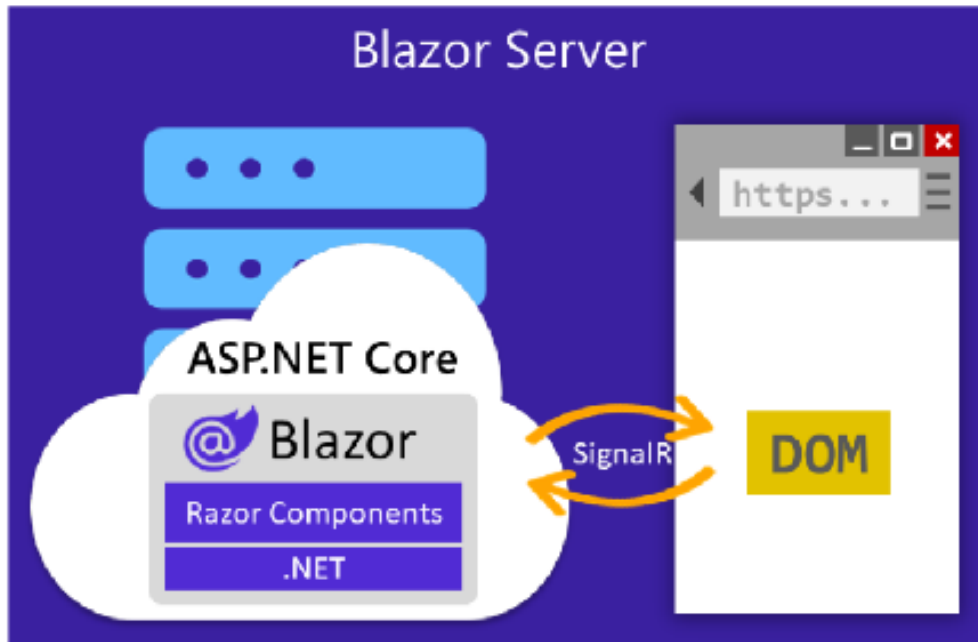 Blazor Server
https...
ASP.NET Core
@ Blazor
Razor Components
.NET
SignalR
DOM